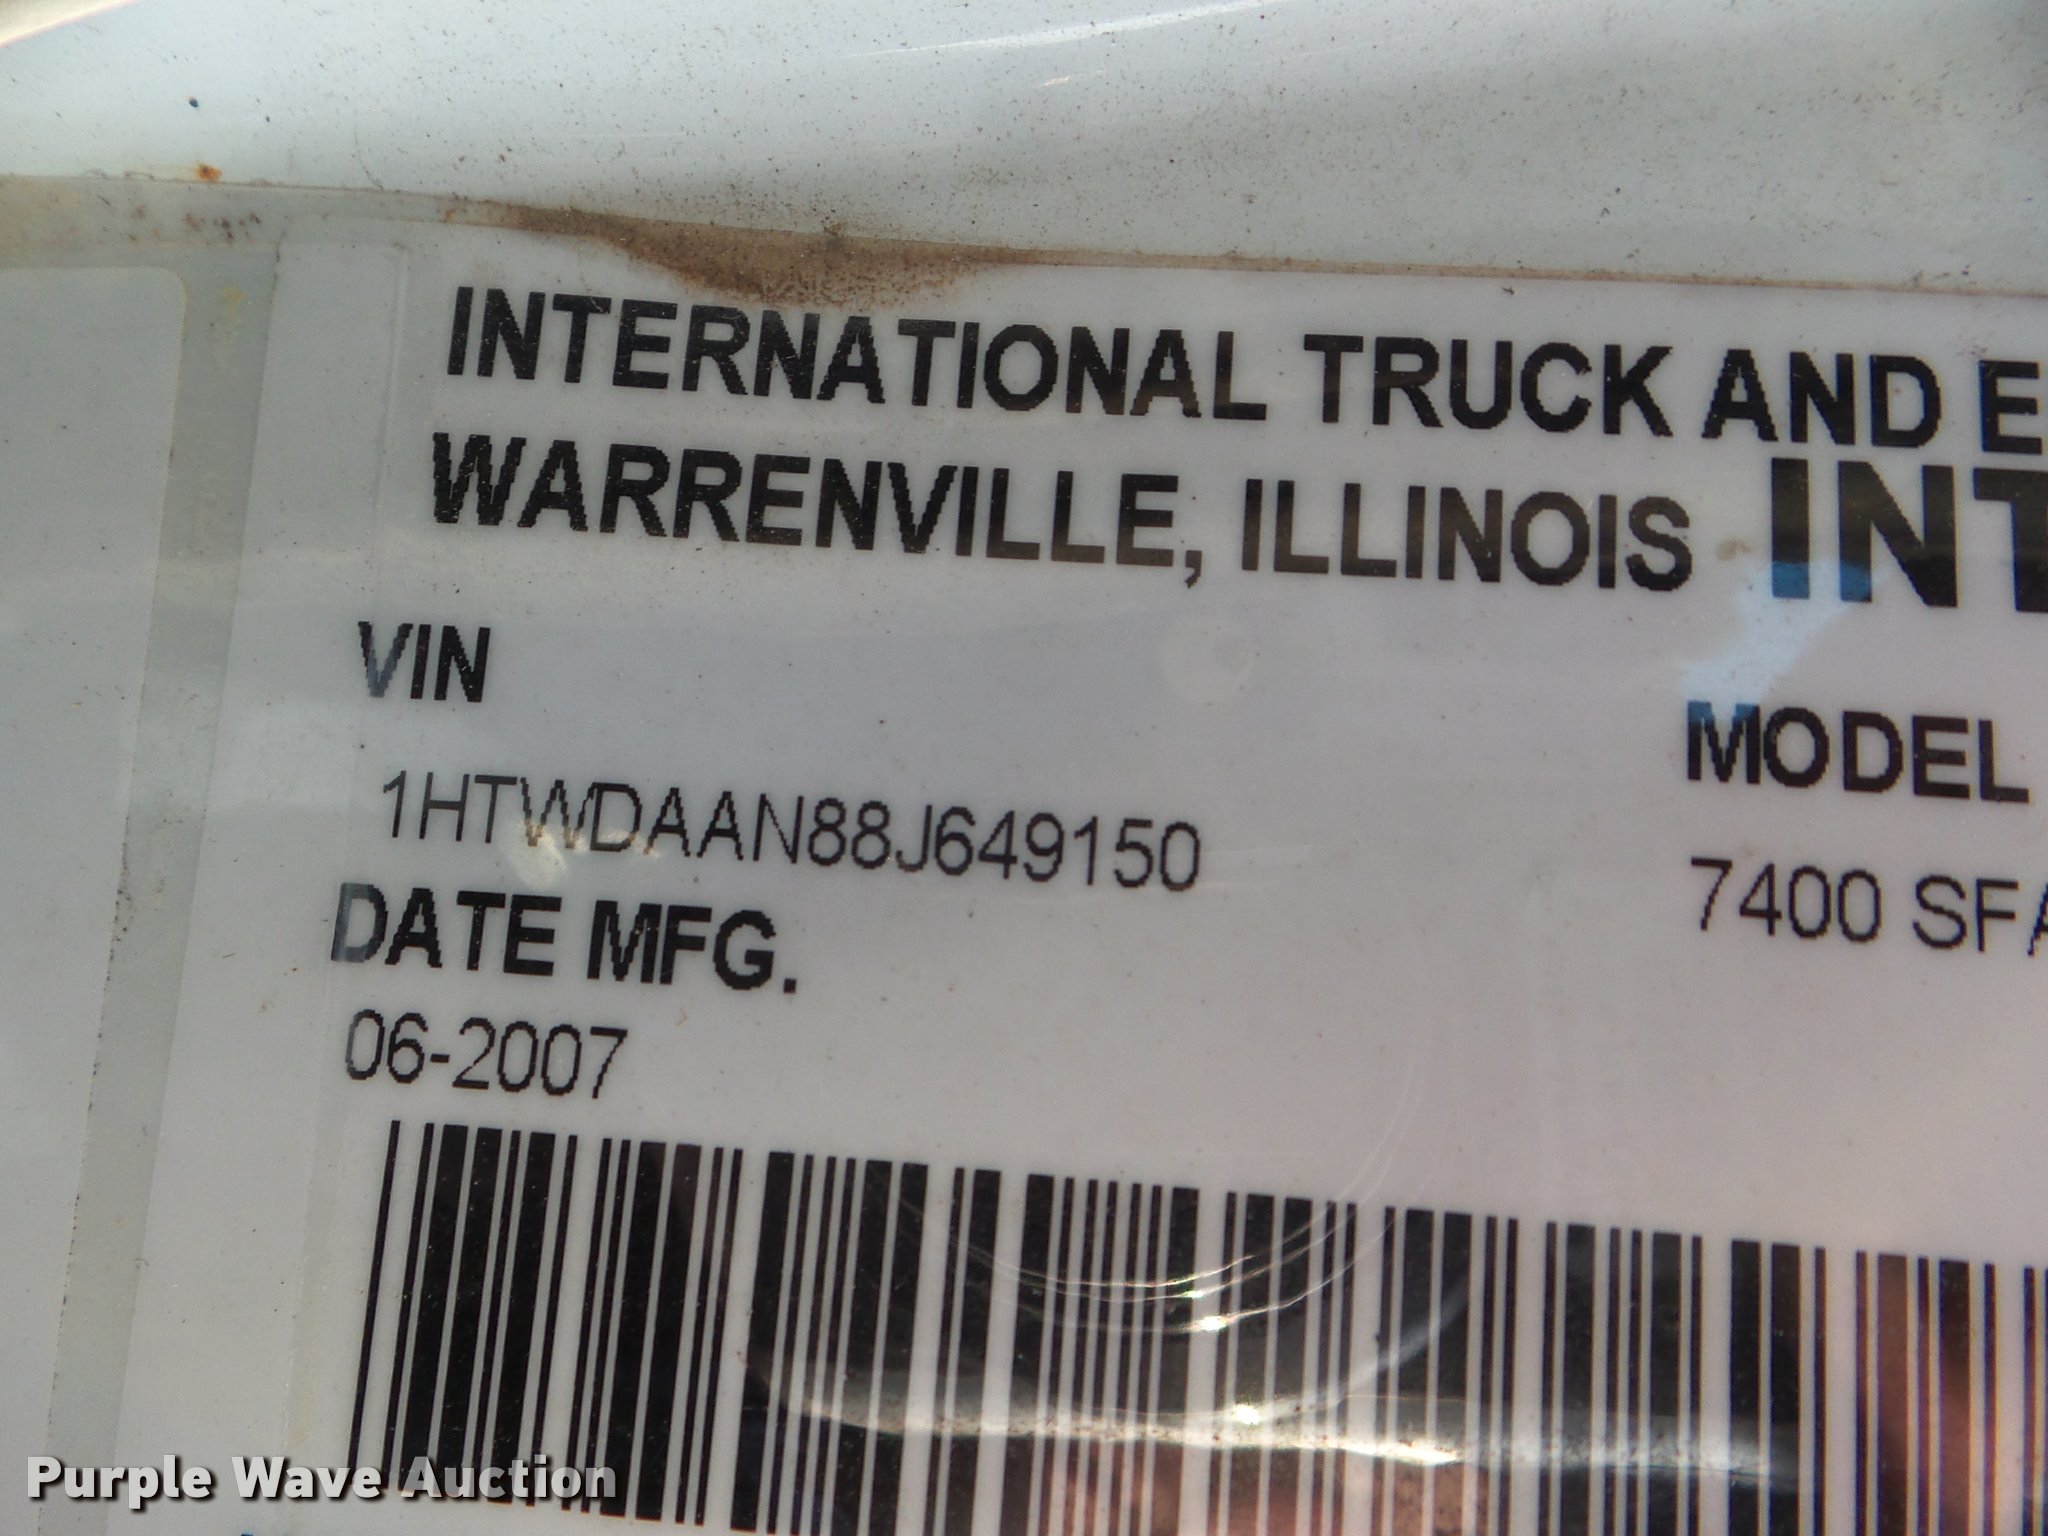 INTERNATIONAL TRUCK AND E
WARRENVILLE, ILLINOIS INT
VIN
MODEL
1HTWDAAN88J649150
7400 SFA
DATE MFG.
06-2007
Purple Wave Auction